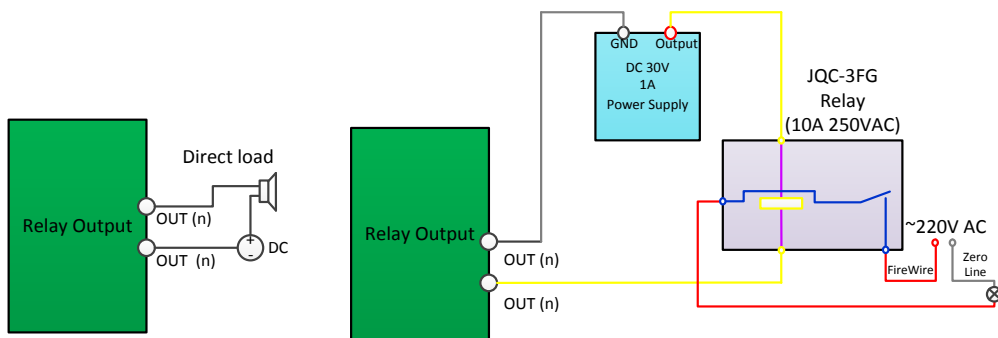 Direct load
Relay Output
OUT (n)
+
-
DC
OUT (n)
GND
Output
DC 30V
1A
Power Supply
JQC-3FG
Relay
(10A 250VAC)
Relay Output
OUT (n)
OUT (n)
~220V AC
FireWire
Zero
Line